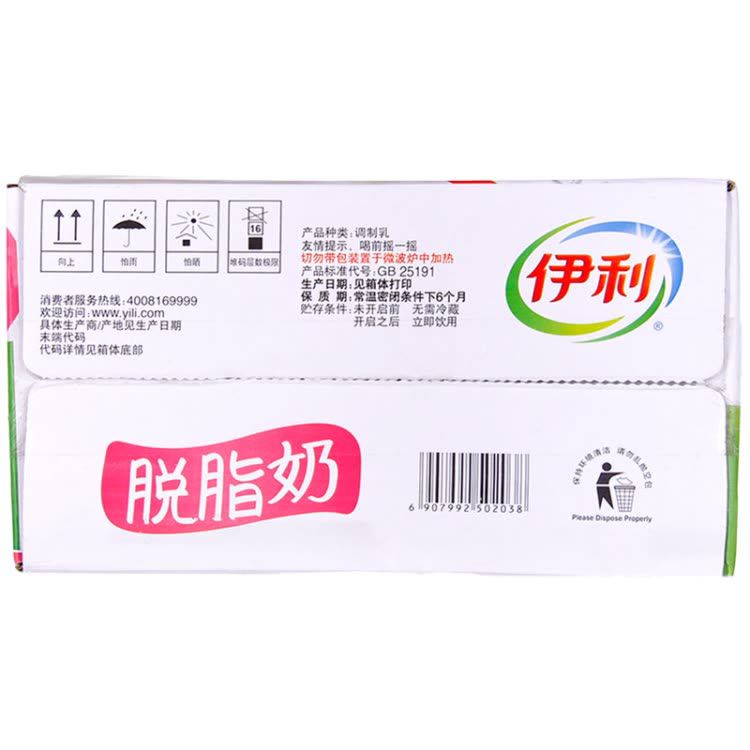 16
向上
怕雨
怕晒
堆码层数极限
消费者服务热线:4008169999
欢迎访问:www.yili.com
具体生产商/产地见生产日期
末端代码
代码详情见箱体底部
产品种类:调制乳
友情提示、喝前摇一摇
切勿带包装置于微波炉中加热
产品标准代号:GB 25191
生产日期:见箱体打印
保 质 期:常温密闭条件下6个月
贮存条件:未开启前 无需冷藏
开启之后 立即饮用
伊利®
脱脂奶
6 907992 502038
保持环境清洁 请勿乱抛空包
Please Dispose Properly